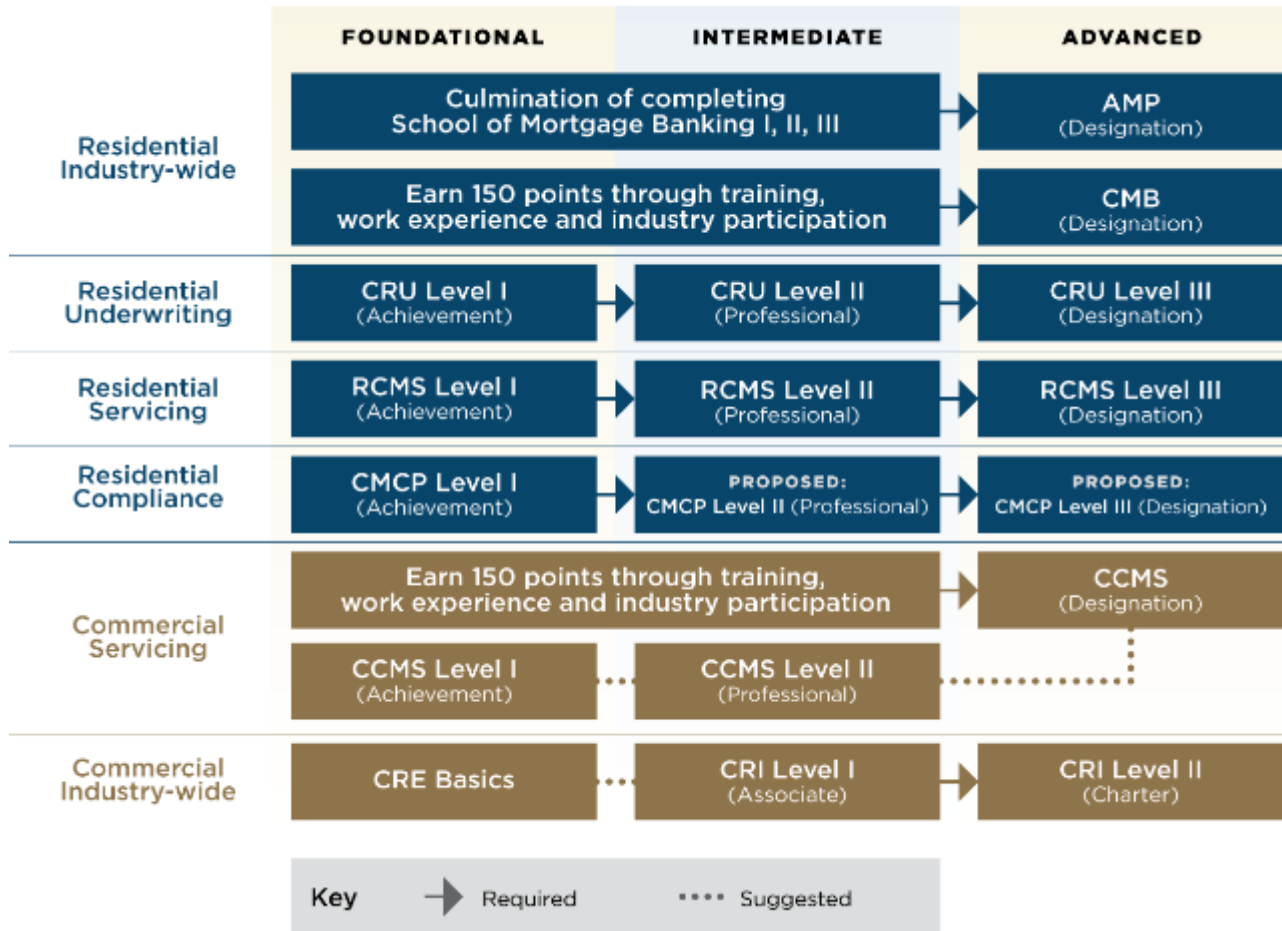 FOUNDATIONAL
INTERMEDIATE
ADVANCED
Residential
Industry-wide
Culmination of completing
School of Mortgage Banking I, II, III
AMP
(Designation)
Earn 150 points through training,
work experience and industry participation
CMB
(Designation)
Residential
Underwriting
CRU Level I
(Achievement)
CRU Level II
(Professional)
CRU Level III
(Designation)
Residential
Servicing
RCMS Level I
(Achievement)
RCMS Level II
(Professional)
RCMS Level III
(Designation)
Residential
Compliance
CMCP Level I
(Achievement)
PROPOSED:
CMCP Level II (Professional)
PROPOSED:
CMCP Level III (Designation)
Commercial
Servicing
Earn 150 points through training,
work experience and industry participation
CCMS
(Designation)
CCMS Level I
(Achievement)
CCMS Level II
(Professional)
Commercial
Industry-wide
CRE Basics
CRI Level I
(Associate)
CRI Level II
(Charter)
Key
Required
Suggested